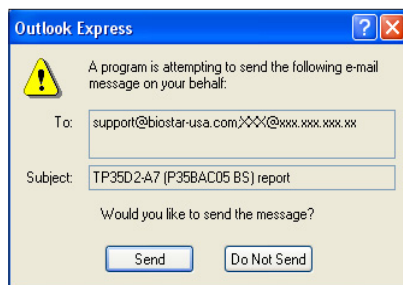 Outlook Express
A program is attempting to send the following e-mail
message on your behalf:
To: support@biostar-usa.com;XXX@xxx.xxx.xxx.xx
Subject: TP35D2-A7 (P35BAC05 BS) report
Would you like to send the message?
Send Do Not Send